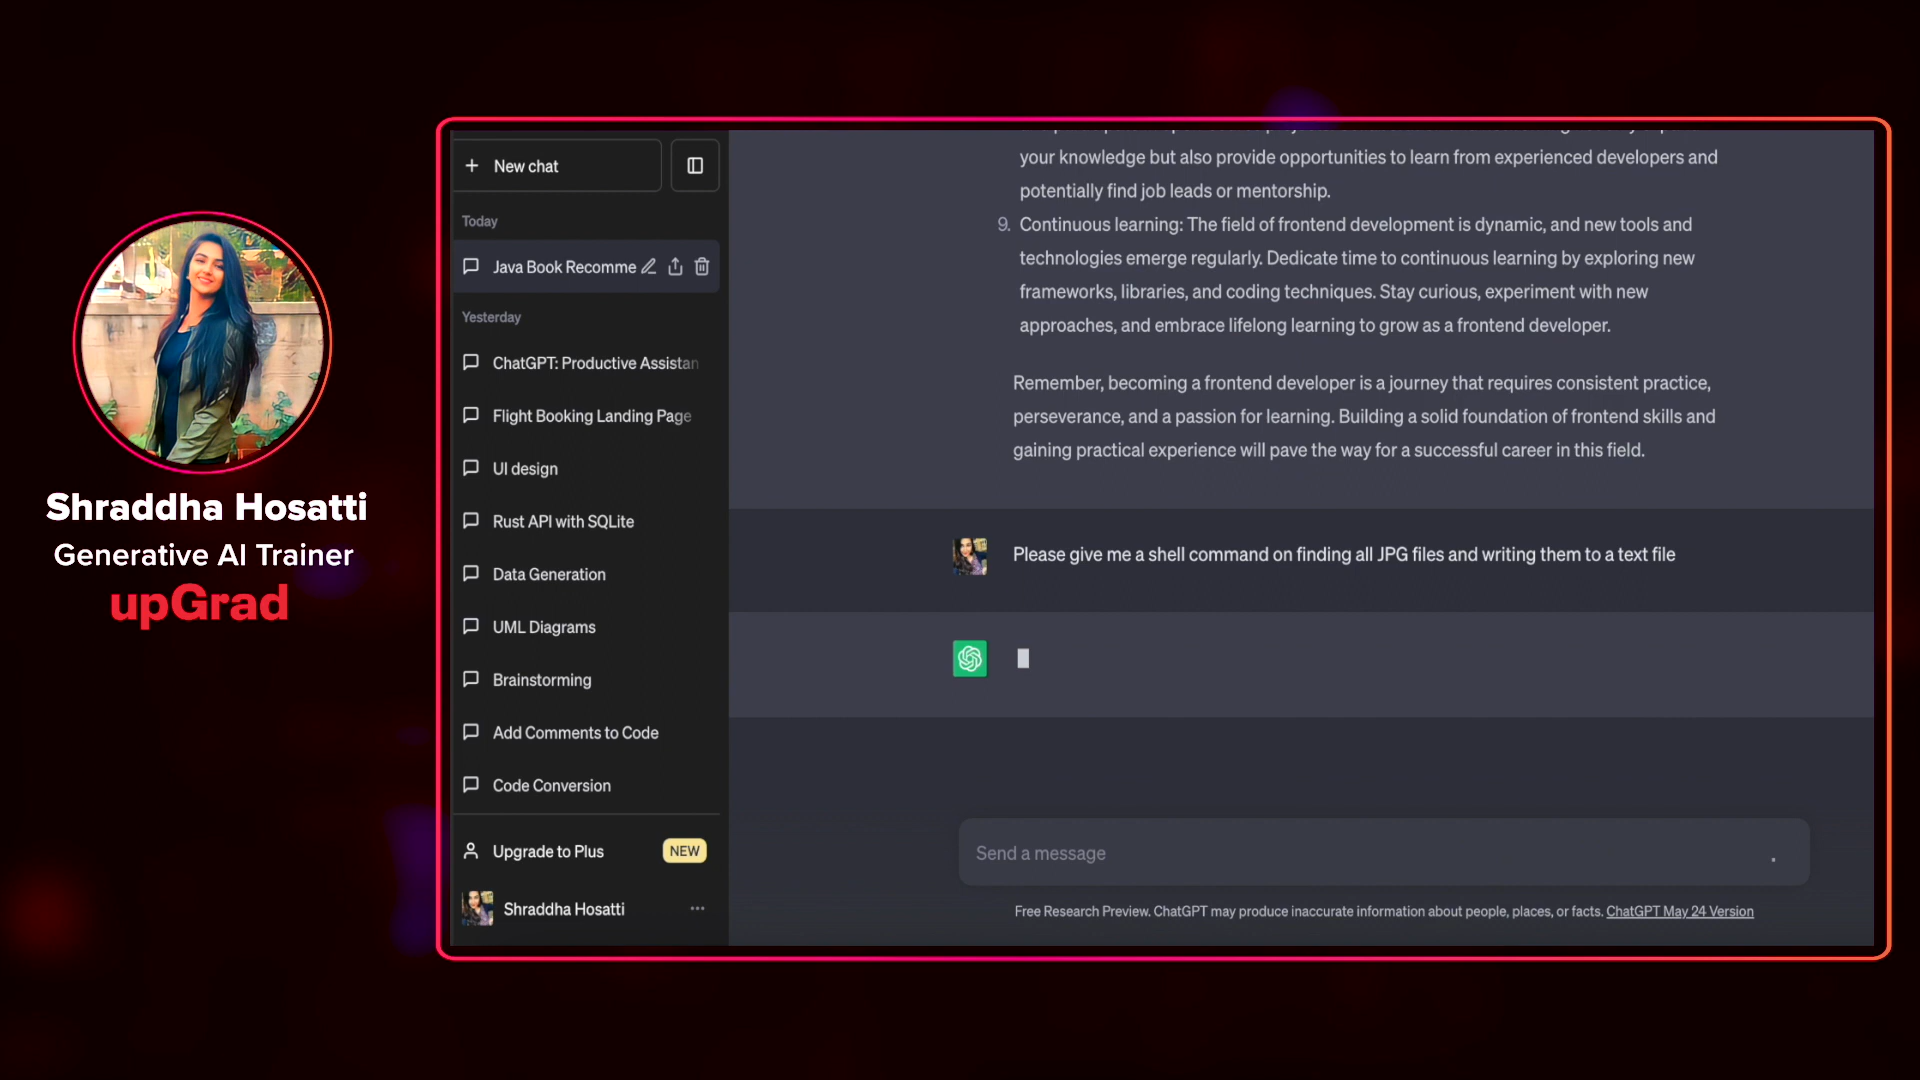 Shraddha Hosatti
Generative AI Trainer
upGrad
New chat
Today
Java Book Recomme
Yesterday
ChatGPT: Productive Assistan
Flight Booking Landing Page
UI design
Rust API with SQLite
Data Generation
UML Diagrams
Brainstorming
Add Comments to Code
Code Conversion
Upgrade to Plus NEW
Shraddha Hosatti
your knowledge but also provide opportunities to learn from experienced developers and
potentially find job leads or mentorship.
9. Continuous learning: The field of frontend development is dynamic, and new tools and
technologies emerge regularly. Dedicate time to continuous learning by exploring new
frameworks, libraries, and coding techniques. Stay curious, experiment with new
approaches, and embrace lifelong learning to grow as a frontend developer.
Remember, becoming a frontend developer is a journey that requires consistent practice,
perseverance, and a passion for learning. Building a solid foundation of frontend skills and
gaining practical experience will pave the way for a successful career in this field.
Please give me a shell command on finding all JPG files and writing them to a text file
Send a message
Free Research Preview. ChatGPT may produce inaccurate information about people, places, or facts. ChatGPT May 24 Version